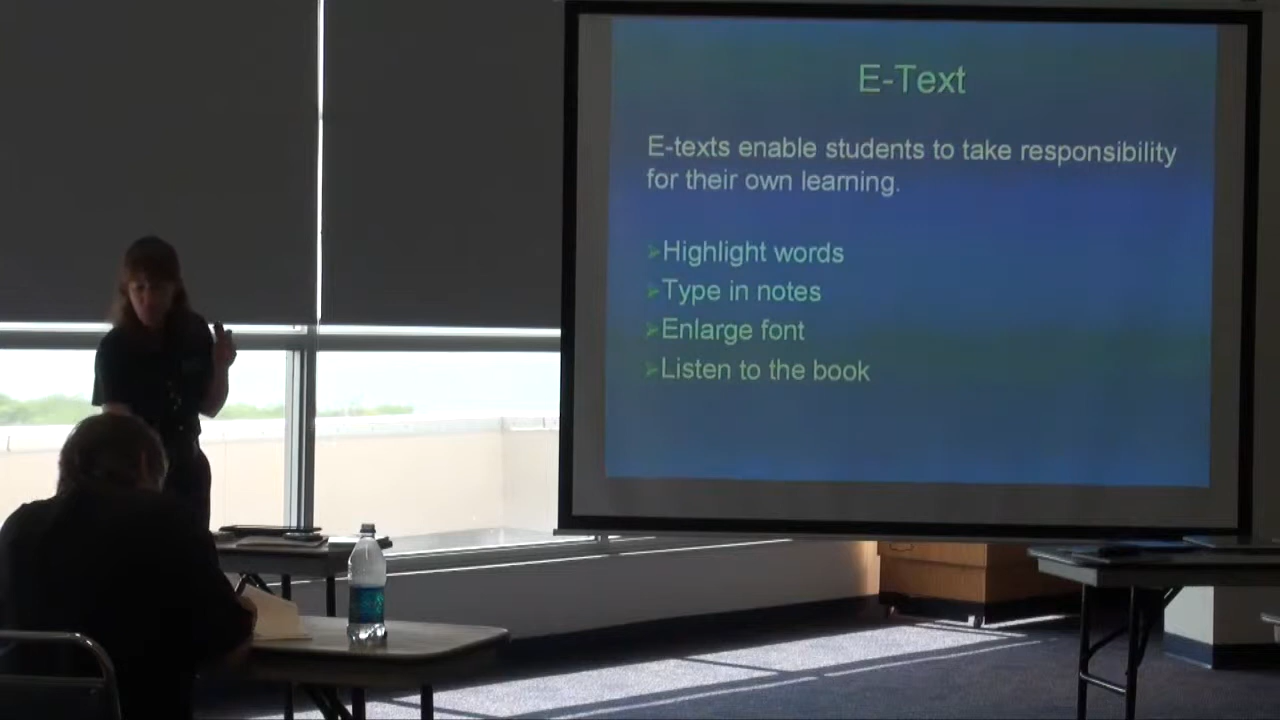 E-Text
E-texts enable students to take responsibility
for their own learning.
➢Highlight words
➢Type in notes
➢Enlarge font
➢Listen to the book